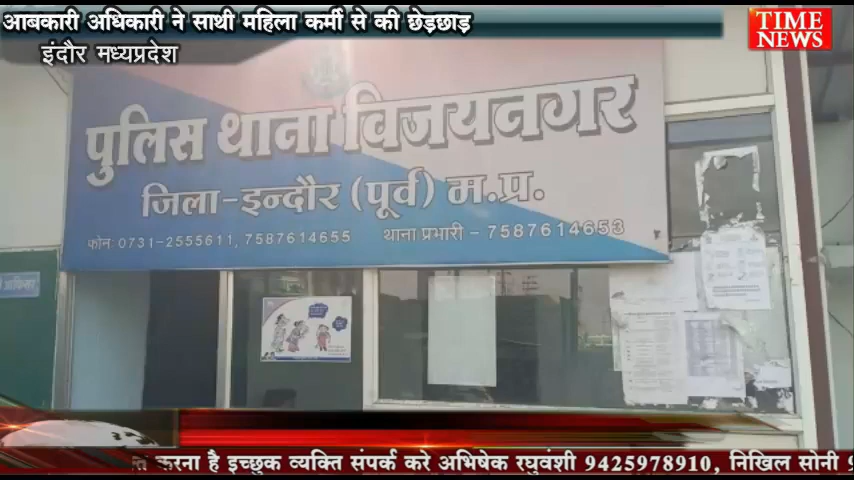 आबकारी अधिकारी ने साथी महिला कर्मी से की छेड़छाड़
TIME NEWS
इंदौर मध्यप्रदेश
पुलिस थाना विजयनगर
जिला-इन्दौर (पूर्व) म.प्र.
फोन: 0731-2555611, 7587614655 थाना प्रभारी - 7587614653
करना है इच्छुक व्यक्ति संपर्क करे अभिषेक रघुवंशी 9425978910, निखिल सोनी